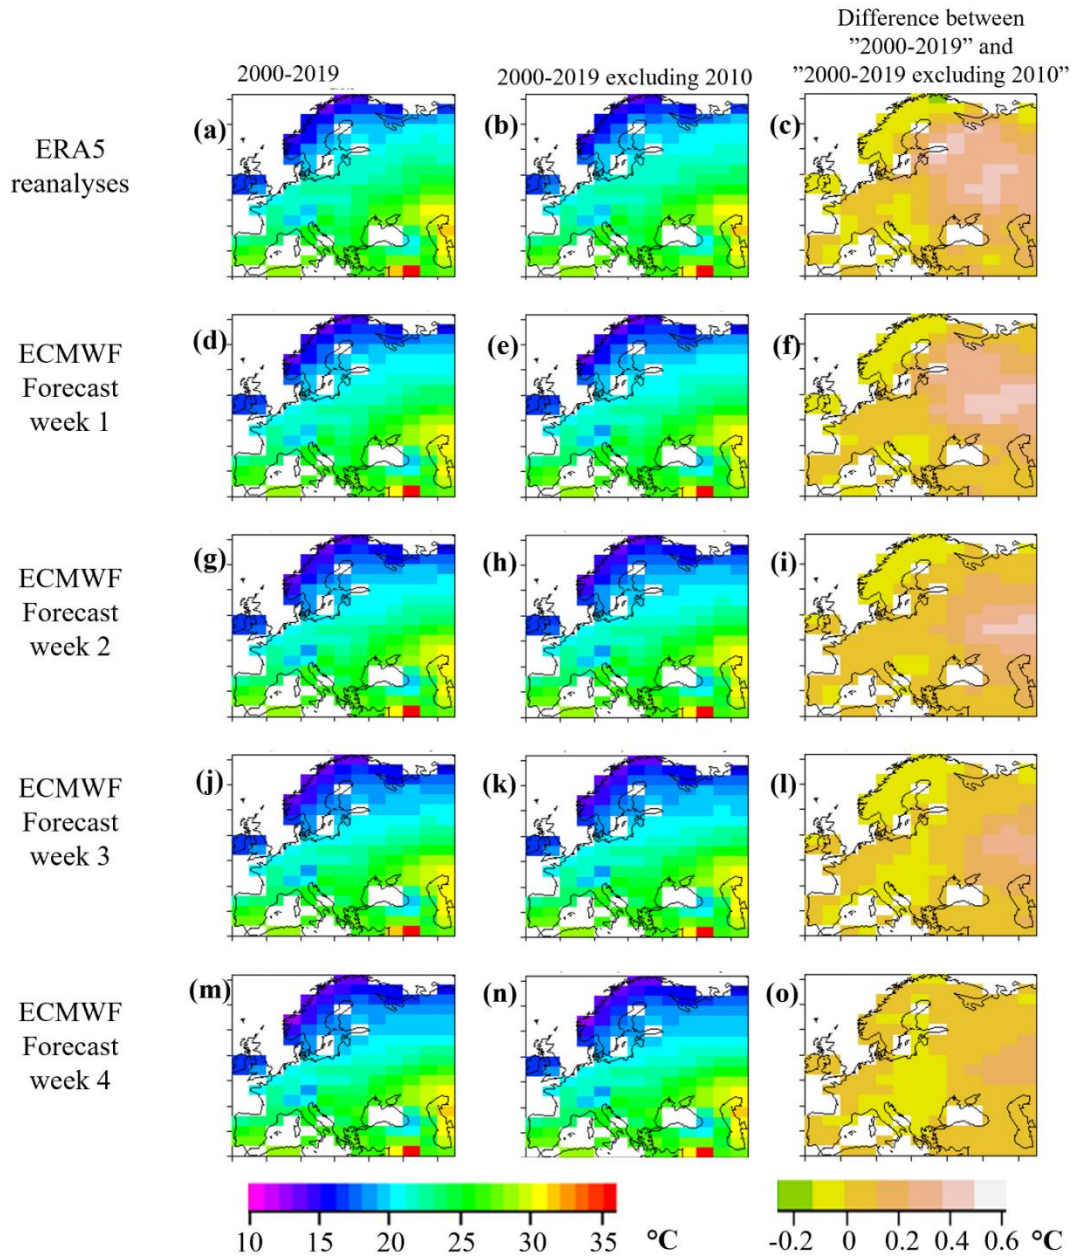 Difference between
”2000-2019” and
”2000-2019 excluding 2010”
2000-2019
2000-2019 excluding 2010
ERA5
reanalyses
(a)
(b)
(c)
ECMWF
Forecast
week 1
(d)
(e)
(f)
ECMWF
Forecast
week 2
(g)
(h)
(i)
ECMWF
Forecast
week 3
(j)
(k)
(l)
ECMWF
Forecast
week 4
(m)
(n)
(o)
10 15 20 25 30 35 °C
-0.2 0 0.2 0.4 0.6 °C